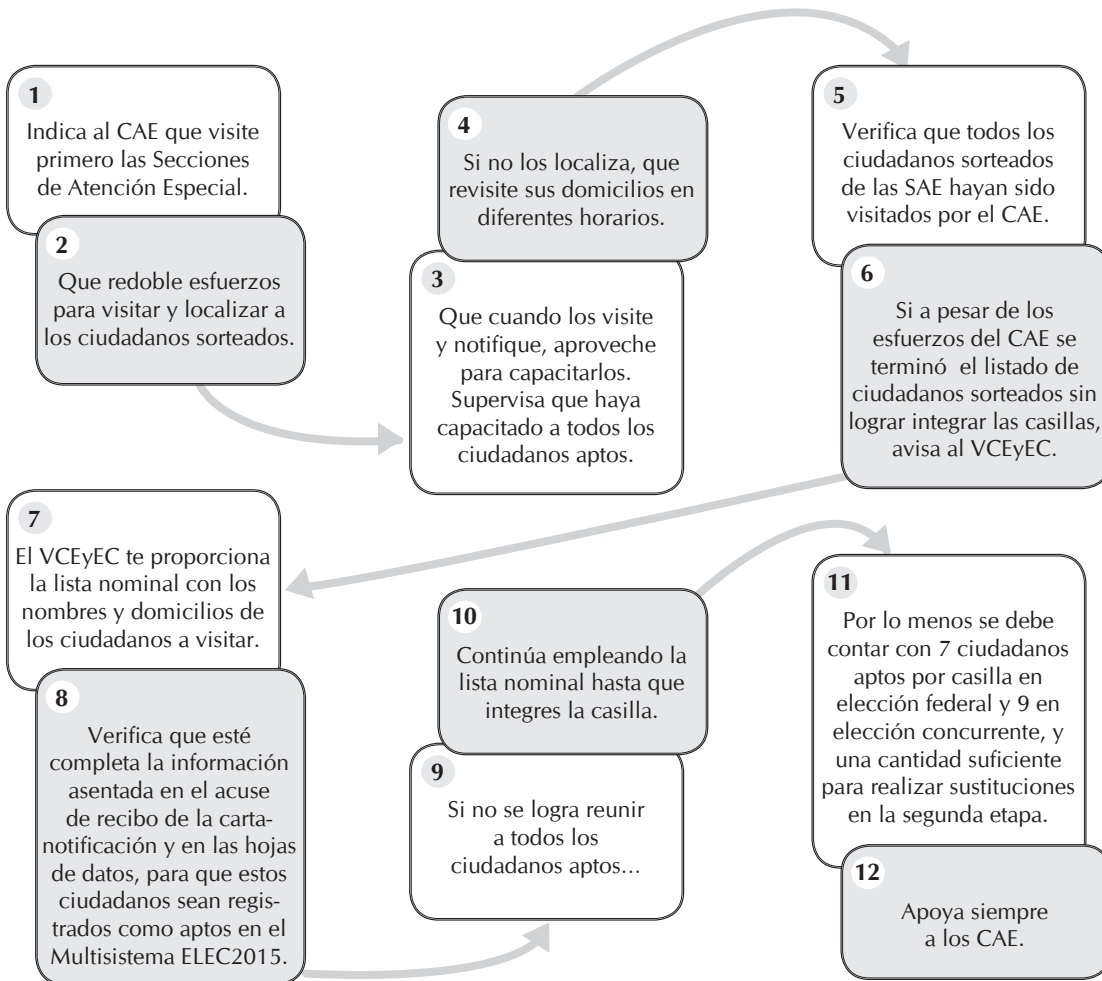 1
Indica al CAE que visite
primero las Secciones
de Atención Especial.
2
Que redoble esfuerzos
para visitar y localizar a
los ciudadanos sorteados.
3
Que cuando los visite
y notifique, aproveche
para capacitarlos.
Supervisa que haya
capacitado a todos los
ciudadanos aptos.
4
Si no los localiza, que
revisite sus domicilios en
diferentes horarios.
5
Verifica que todos los
ciudadanos sorteados
de las SAE hayan sido
visitados por el CAE.
6
Si a pesar de los
esfuerzos del CAE se
terminó el listado de
ciudadanos sorteados sin
lograr integrar las casillas,
avisa al VCEyEC.
7
El VCEyEC te proporciona
la lista nominal con los
nombres y domicilios de
los ciudadanos a visitar.
8
Verifica que esté
completa la información
asentada en el acuse
de recibo de la carta-
notificación y en las hojas
de datos, para que estos
ciudadanos sean regis-
trados como aptos en el
Multisistema ELEC2015.
9
Si no se logra reunir
a todos los
ciudadanos aptos...
10
Continúa empleando la
lista nominal hasta que
integres la casilla.
11
Por lo menos se debe
contar con 7 ciudadanos
aptos por casilla en
elección federal y 9 en
elección concurrente, y
una cantidad suficiente
para realizar sustituciones
en la segunda etapa.
12
Apoya siempre
a los CAE.